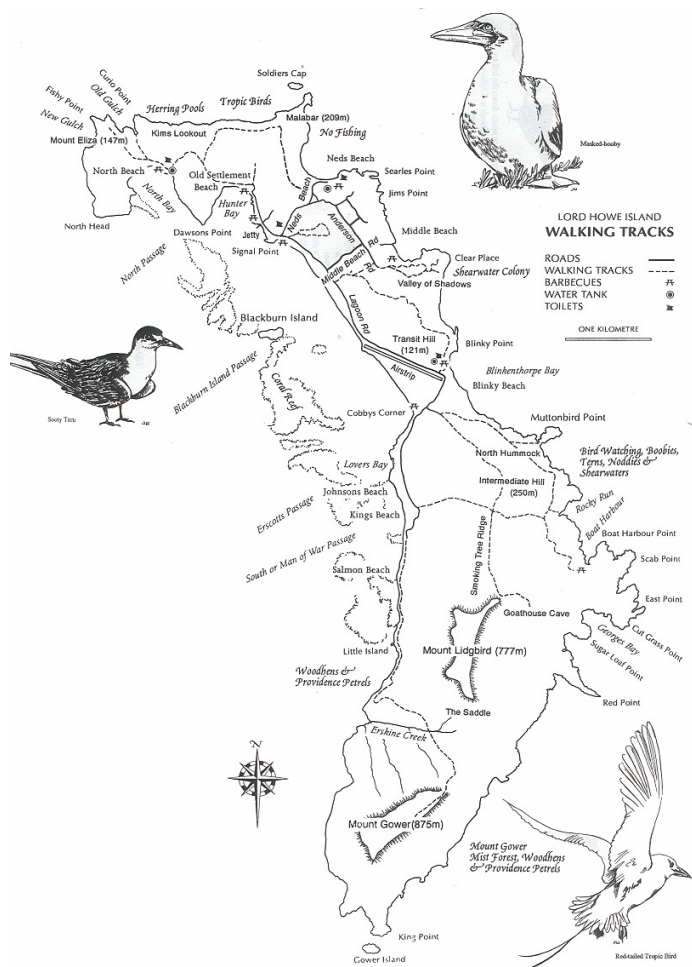 Soldiers Cap
Curio Point
Old Gulch
Fishy Point
New Gulch
Herring Pools
Tropic Birds
Malabar (209m)
No Fishing
Mount Eliza (147m)
Kims Lookout
Masked-booby
Neds Beach
Searles Point
North Beach
Old Settlement
Beach
Jims Point
North Bay
Hunter
Bay
Neds
Beach
Anderson
Rd
North Head
Dawsons Point
Jetty
Signal Point
Middle Beach
Middle Beach Rd
LORD HOWE ISLAND
WALKING TRACKS
ROADS
WALKING TRACKS
BARBECUES
WATER TANK
TOILETS
ONE KILOMETRE
North Passage
Clear Place
Shearwater Colony
Valley of Shadows
Lagoon Rd
Blackburn Island
Transit Hill
(121m)
Blinky Point
Airstrip
Blinkenthorpe Bay
Blinky Beach
Blackburn Island Passage
Coral Reef
Sooty Tern
Cobbys Corner
Muttonbird Point
North Hummock
Bird Watching, Boobies,
Terns, Noddies &
Shearwaters
Lovers Bay
Intermediate Hill
(250m)
Johnsons Beach
Kings Beach
Erscotts Passage
Rocky Run
Boat Harbour
Boat Harbour Point
South or Man of War Passage
Smoking Tree Ridge
Scab Point
Salmon Beach
East Point
Goathouse Cave
Cut Grass Point
Georges Bay
Sugar Loaf Point
Little Island
Mount Lidgbird (777m)
Woodhens &
Providence Petrels
Red Point
The Saddle
Erskine Creek
N
Mount Gower (875m)
Mount Gower
Mist Forest, Woodhens
& Providence Petrels
King Point
Gower Island
Red-tailed Tropic Bird